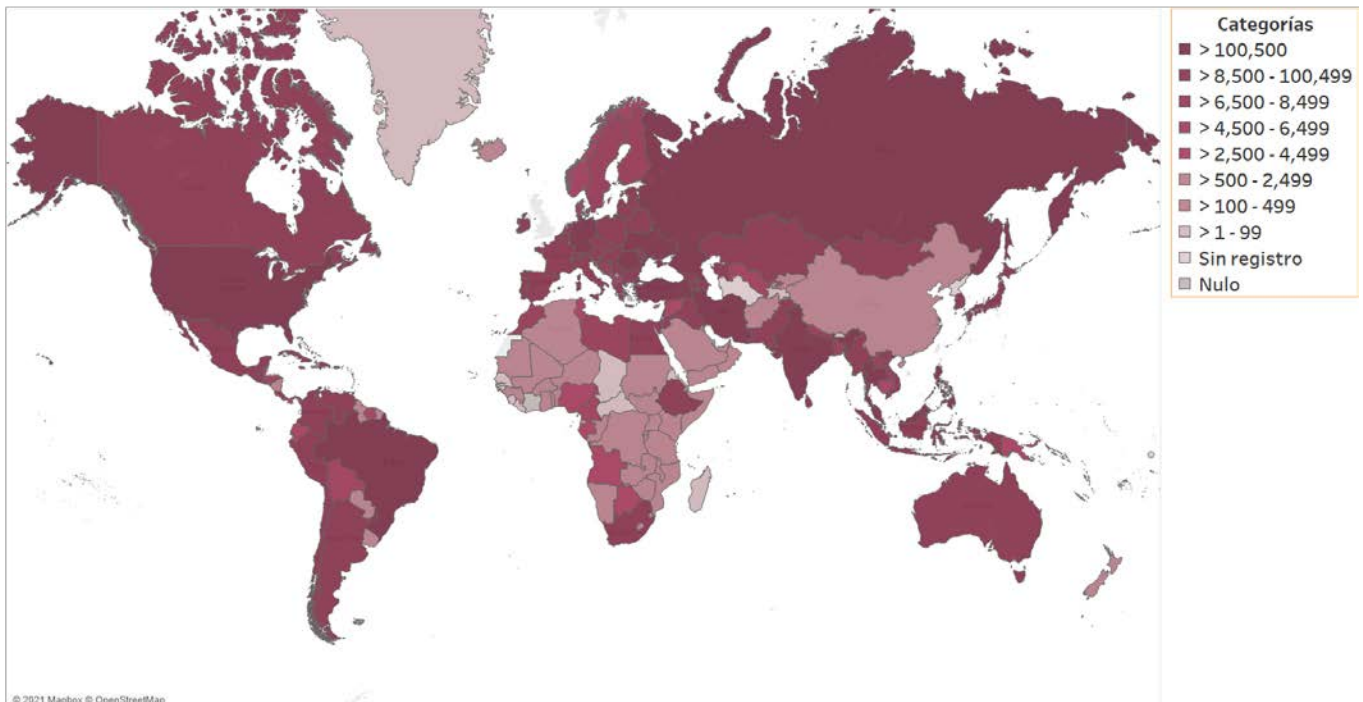 Categorías
> 100,500
> 8,500 - 100,499
> 6,500 - 8,499
> 4,500 - 6,499
> 2,500 - 4,499
> 500 - 2,499
> 100 - 499
> 1 - 99
Sin registro
Nulo
© 2021 Mapbox © OpenStreetMap